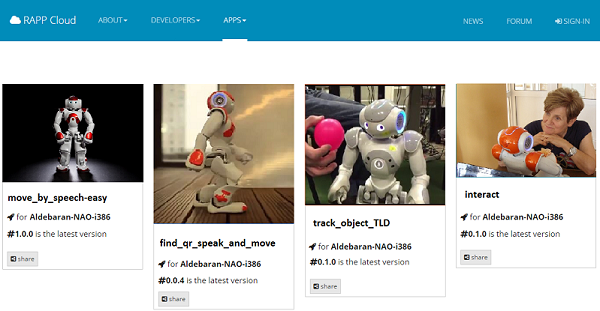 RAPP Cloud ABOUT DEVELOPERS APPS NEWS FORUM SIGN-IN
move_by_speech-easy
for Aldebaran-NAO-i386
#1.0.0 is the latest version
share
find_qr_speak_and_move
for Aldebaran-NAO-i386
#0.0.4 is the latest version
share
track_object_TLD
for Aldebaran-NAO-i386
#0.1.0 is the latest version
share
interact
for Aldebaran-NAO-i386
#0.1.0 is the latest version
share